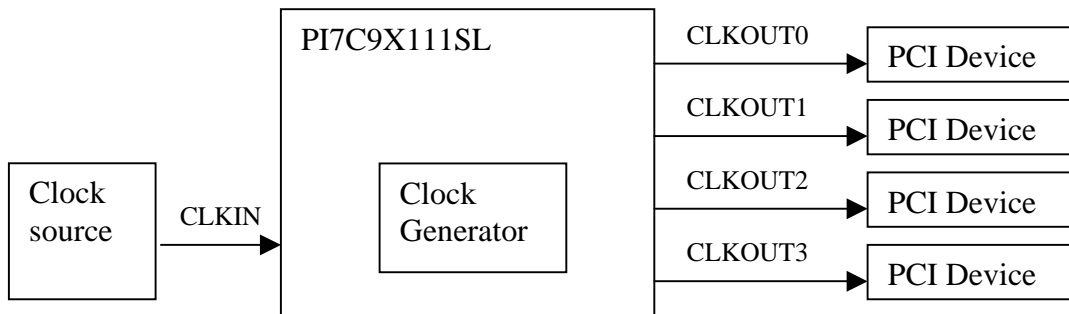 PI7C9X111SL
CLKOUT0
PCI Device
CLKOUT1
PCI Device
Clock
source
CLKIN
Clock
Generator
CLKOUT2
PCI Device
CLKOUT3
PCI Device